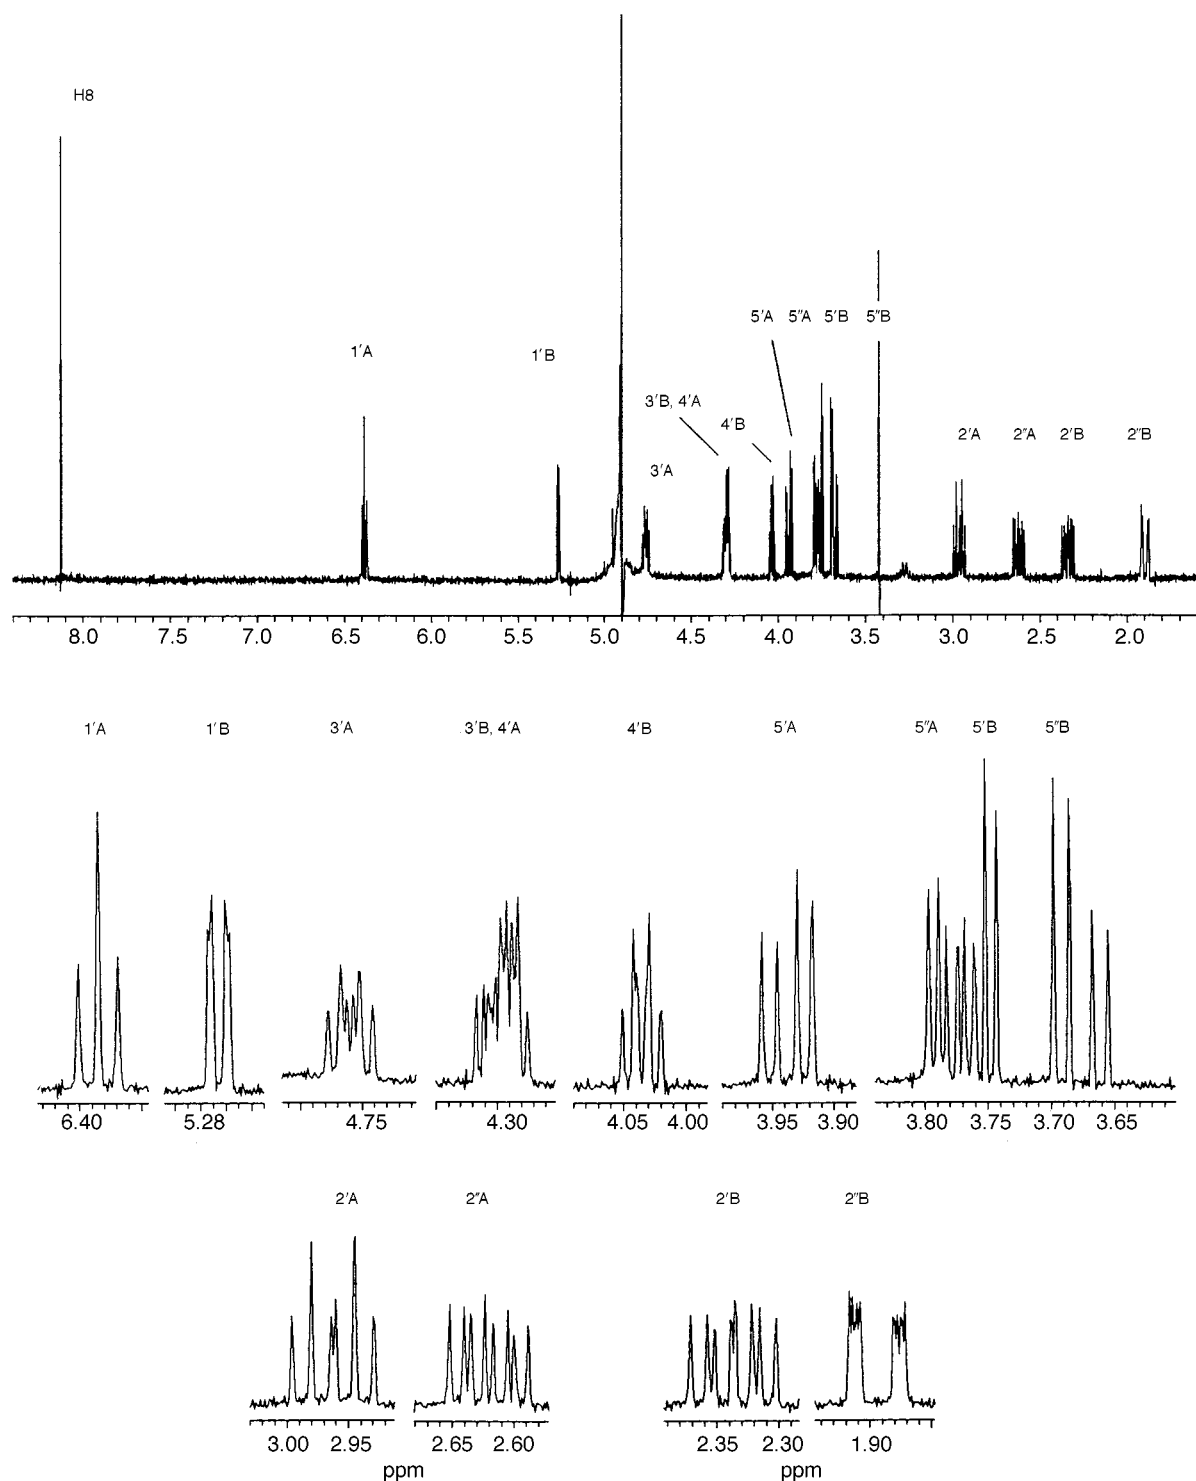 H8
1′A
1′B
5′A 5″A 5′B 5″B
3′B, 4′A
4′B
3′A
2′A 2″A 2′B 2″B
8.0 7.0 6.5 6.0 5.5 5.0 4.5 4.0 3.5 3.0 2.5 2.0
1′A 1′B 3′A 3′B, 4′A 4′B 5′A 5″A 5′B 5″B
6.40 5.28 4.75 4.30 4.05 4.00 3.95 3.90 3.80 3.75 3.70 3.65
2′A 2″A 2′B 2″B
3.00 2.95 2.65 2.60 2.35 2.30 1.90
ppm ppm